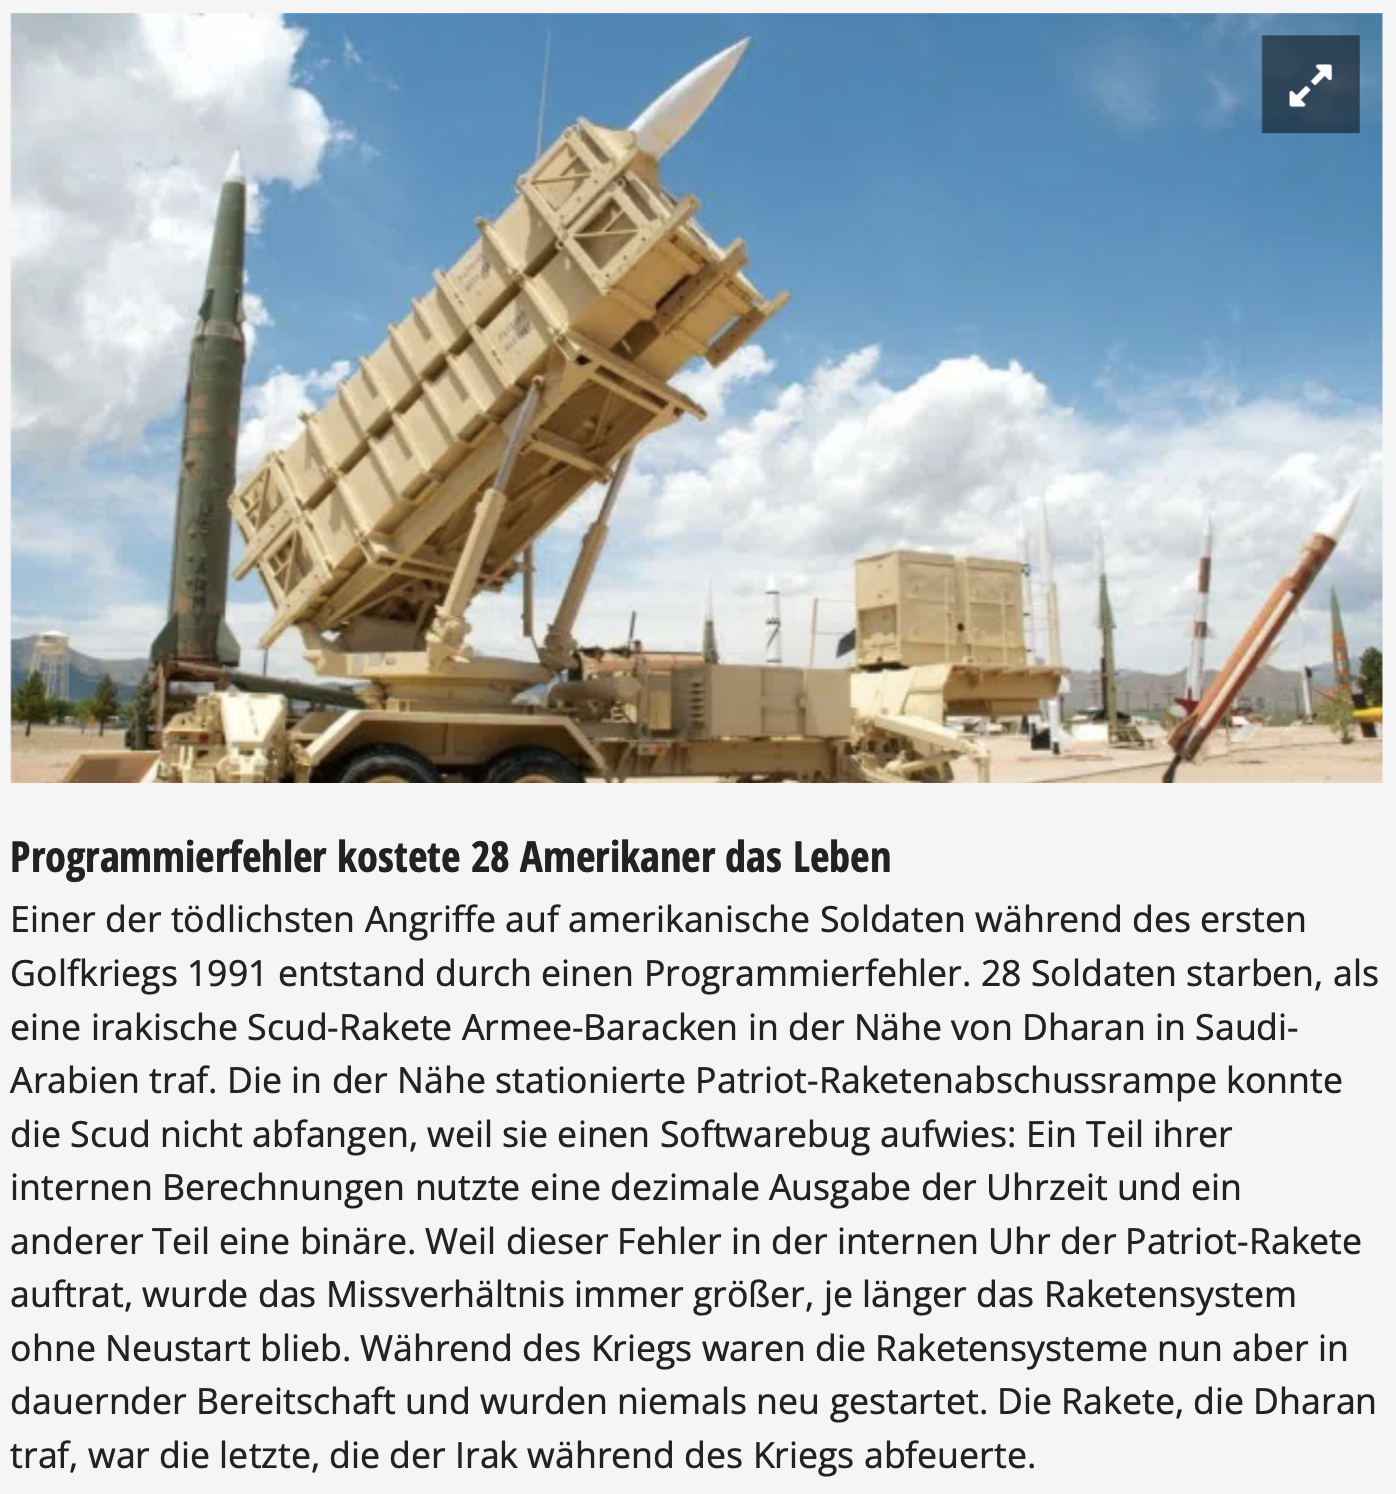 Programmierfehler kostete 28 Amerikaner das Leben
Einer der tödlichsten Angriffe auf amerikanische Soldaten während des ersten
Golfkriegs 1991 entstand durch einen Programmierfehler. 28 Soldaten starben, als
eine irakische Scud-Rakete Armee-Baracken in der Nähe von Dharan in Saudi-
Arabien traf. Die in der Nähe stationierte Patriot-Raketenabschussrampe konnte
die Scud nicht abfangen, weil sie einen Softwarebug aufwies: Ein Teil ihrer
internen Berechnungen nutzte eine dezimale Ausgabe der Uhrzeit und ein
anderer Teil eine binäre. Weil dieser Fehler in der internen Uhr der Patriot-Rakete
auftrat, wurde das Missverhältnis immer größer, je länger das Raketensystem
ohne Neustart blieb. Während des Kriegs waren die Raketensysteme nun aber in
dauernder Bereitschaft und wurden niemals neu gestartet. Die Rakete, die Dharan
traf, war die letzte, die der Irak während des Kriegs abfeuerte.